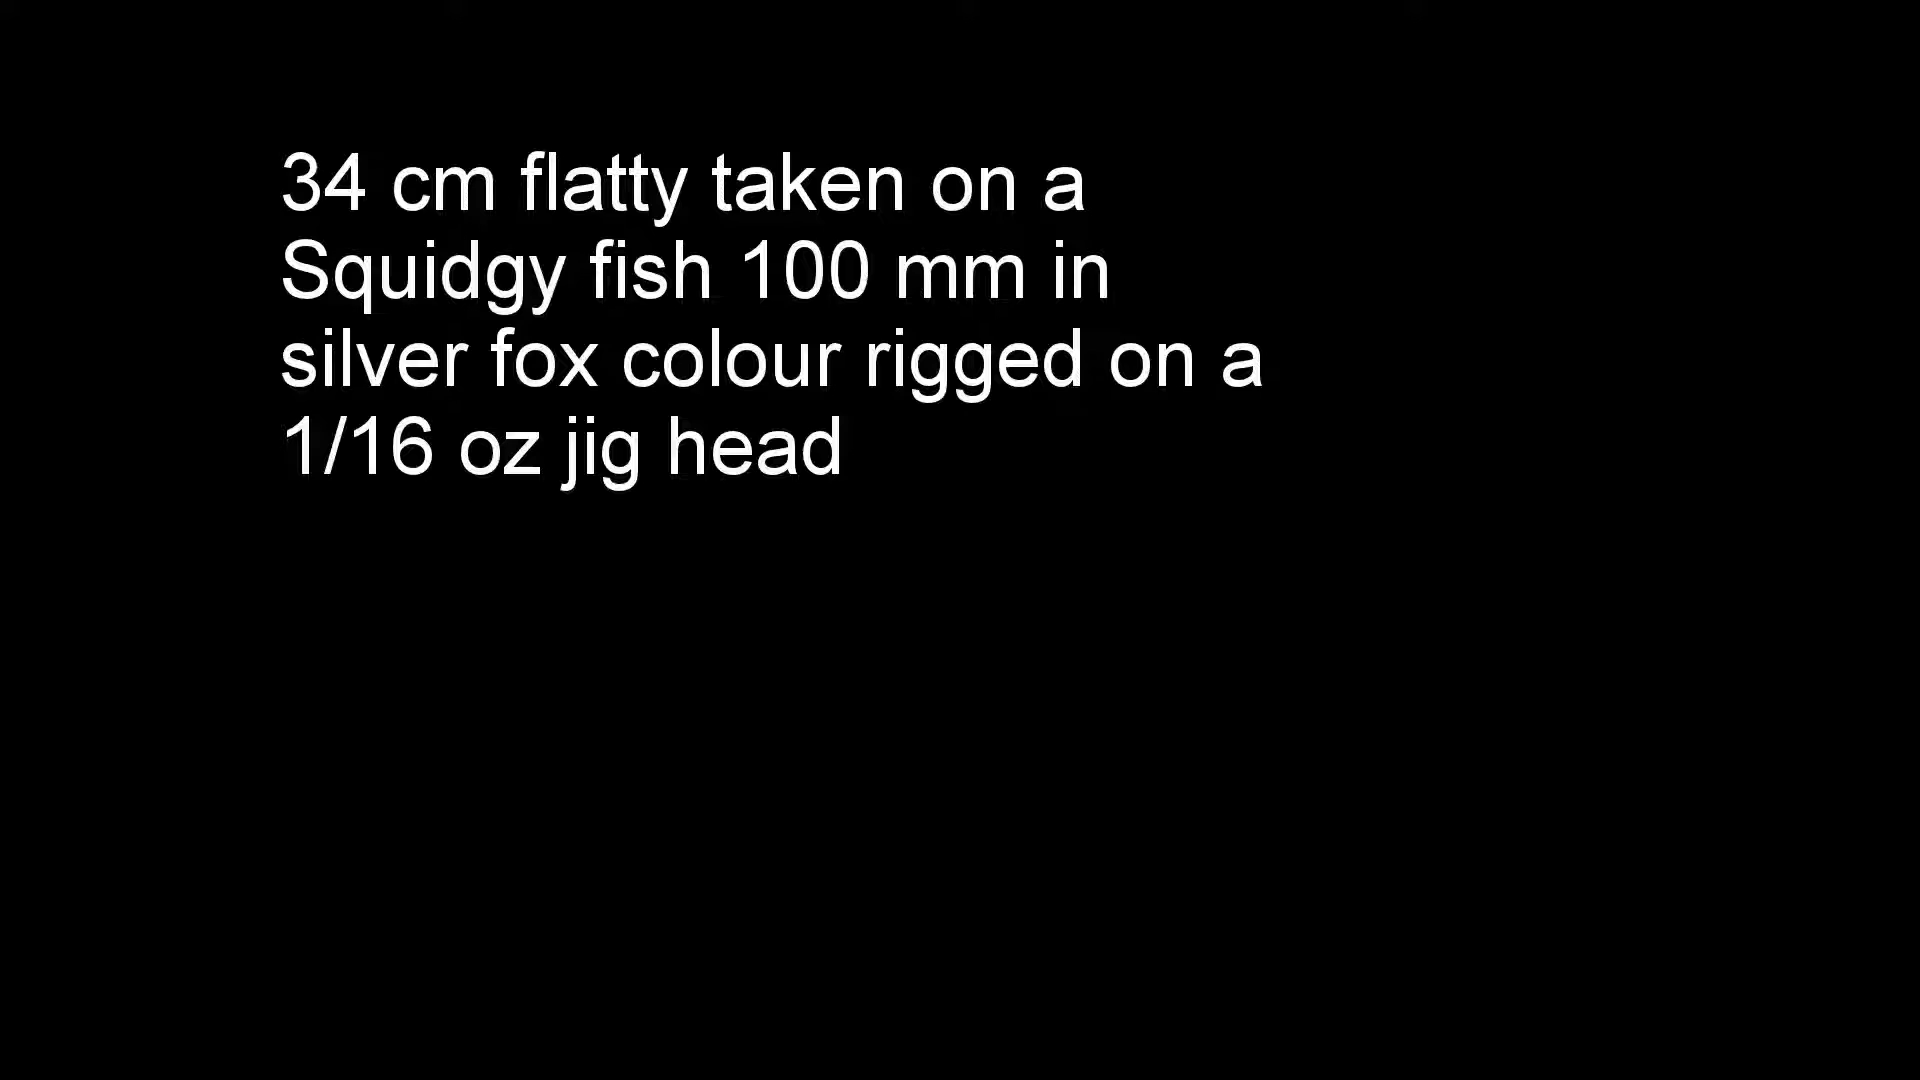 34 cm flatty taken on a
Squidgy fish 100 mm in
silver fox colour rigged on a
1/16 oz jig head